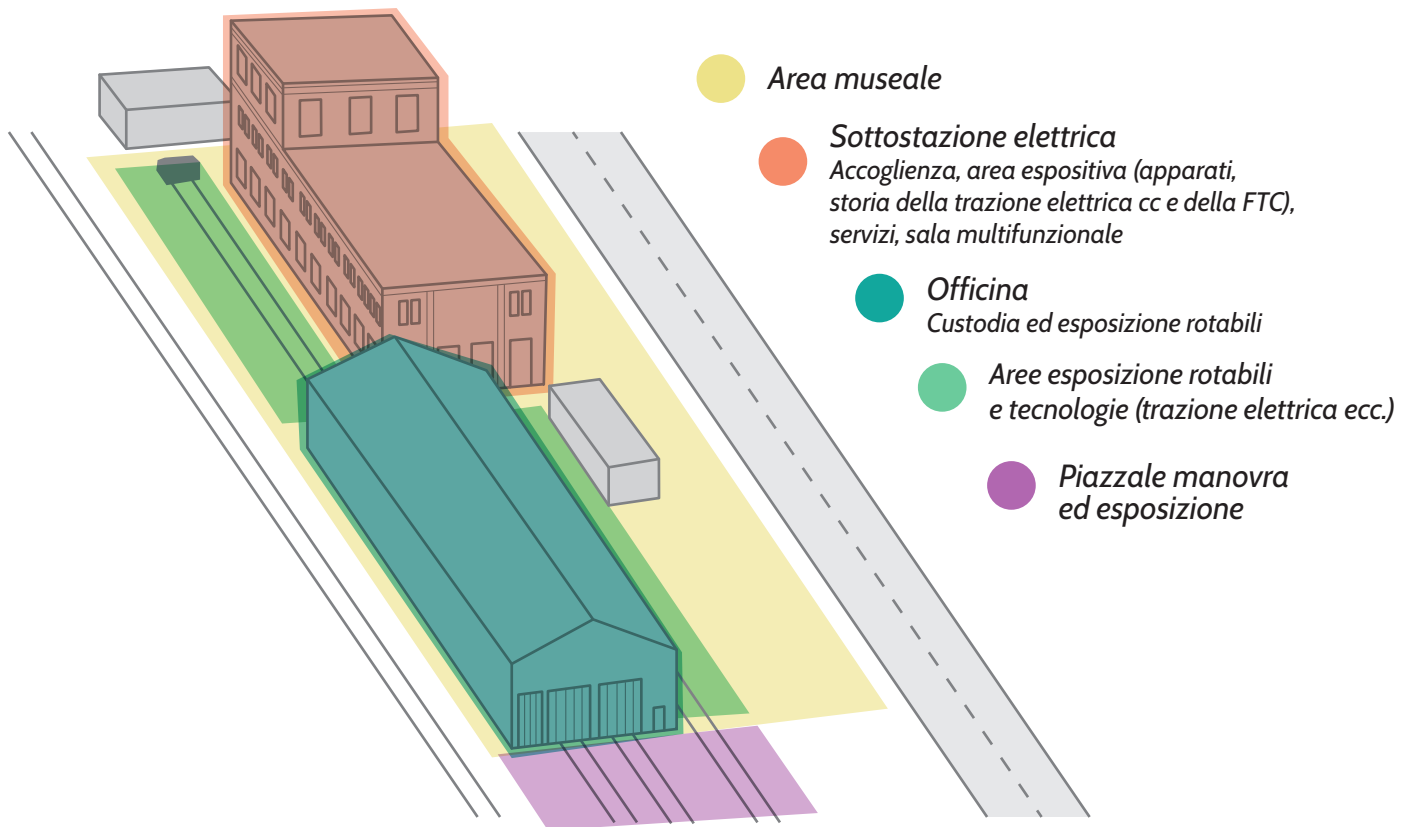 Area museale
Sottostazione elettrica
Accoglienza, area espositiva (apparati,
storia della trazione elettrica cc e della FTC),
servizi, sala multifunzionale
Officina
Custodia ed esposizione rotabili
Aree esposizione rotabili
e tecnologie (trazione elettrica ecc.)
Piazzale manovra
ed esposizione